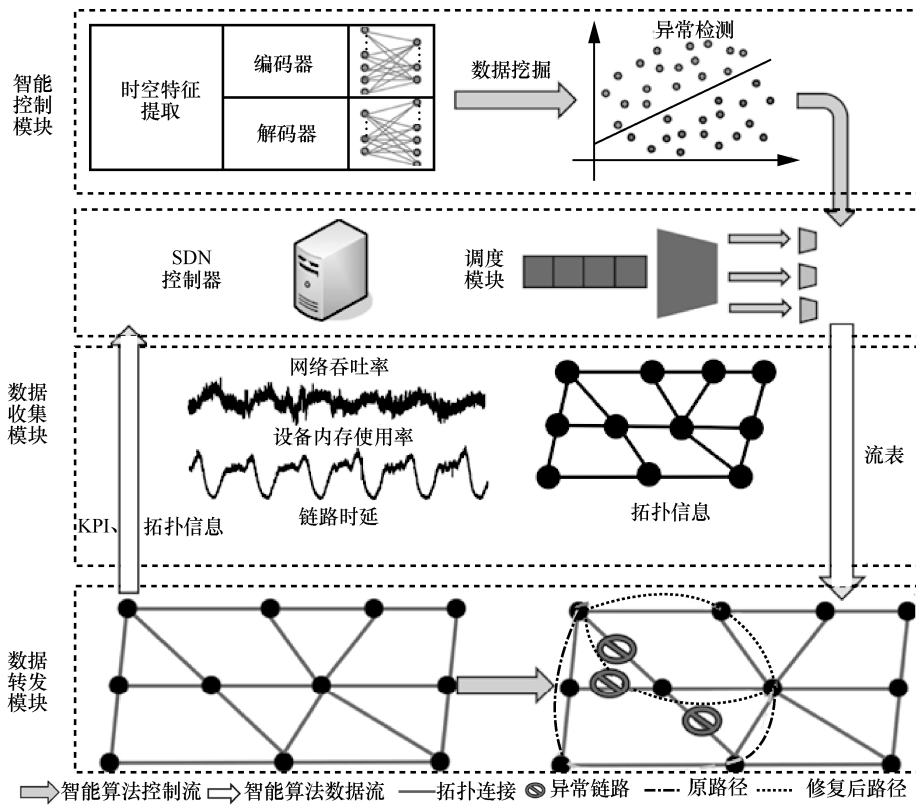 智能
控制
模块
时空特征
提取
编码器
解码器
数据挖掘
异常检测
SDN
控制器
调度
模块
数据
收集
模块
网络吞吐率
设备内存使用率
链路时延
拓扑信息
KPI、拓扑信息
流表
数据
转发
模块
智能算法控制流 智能算法数据流 拓扑连接 异常链路 原路径 修复后路径